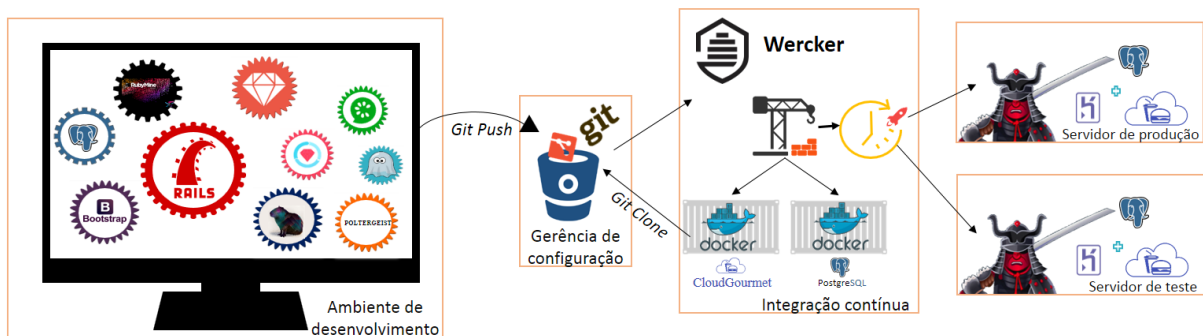 RubyMine
RAILS
B
Bootstrap
POLTERGEIST
Ambiente de
desenvolvimento
Git Push
git
Gerência de
configuração
Git Clone
Wercker
docker
CloudGourmet
docker
PostgreSQL
Integração contínua
Servidor de produção
Servidor de teste